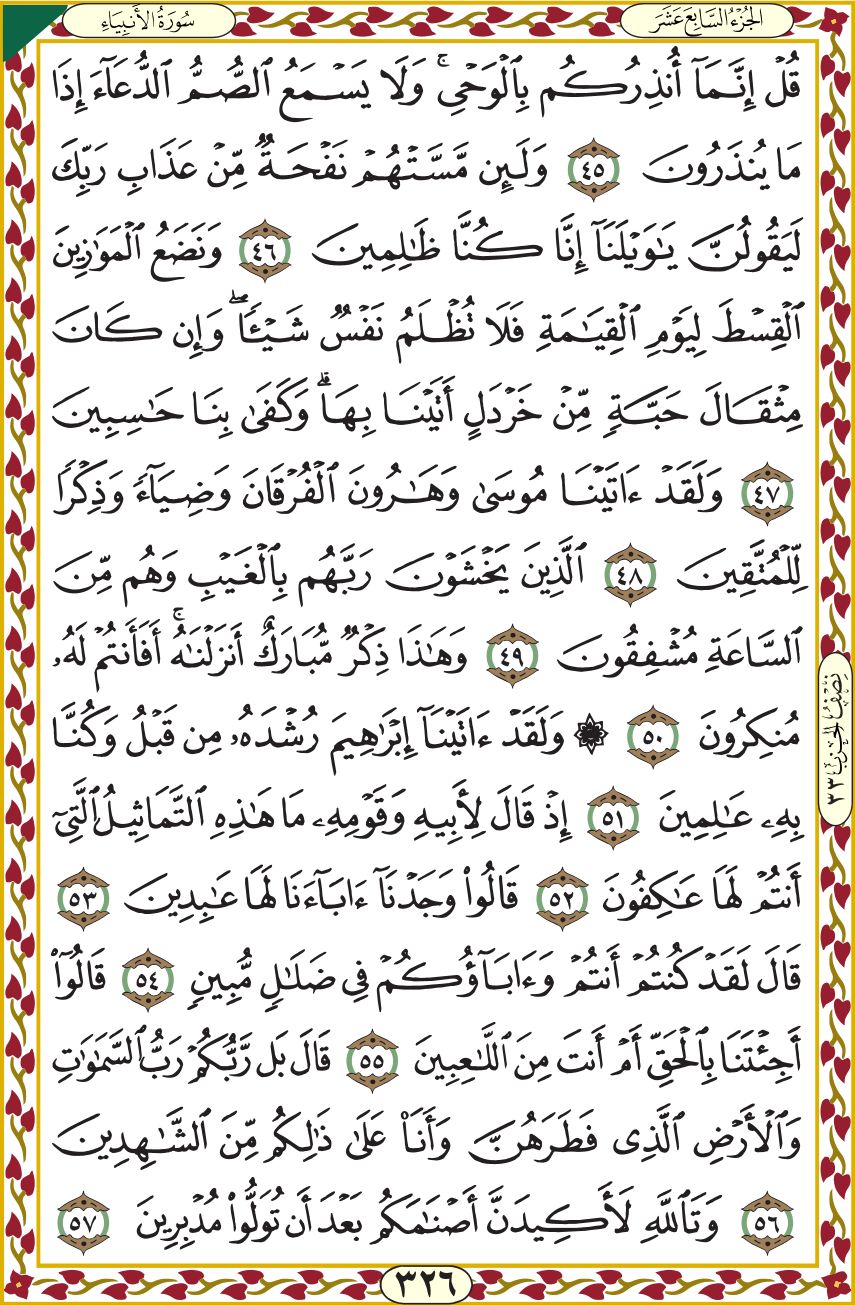 الجُزْءُ السَّابِعَ عَشَرَ
سُورَةُ الأَنبِيَاءِ
قُلْ إِنَّمَآ أُنذِرُكُم بِٱلْوَحْىِ ۚ وَلَا يَسْمَعُ ٱلصُّمُّ ٱلدُّعَآءَ إِذَا
مَا يُنذَرُونَ ٤٥ وَلَئِن مَّسَّتْهُمْ نَفْحَةٌ مِّنْ عَذَابِ رَبِّكَ
لَيَقُولُنَّ يَـٰوَيْلَنَآ إِنَّا كُنَّا ظَـٰلِمِينَ ٤٦ وَنَضَعُ ٱلْمَوَٰزِينَ
ٱلْقِسْطَ لِيَوْمِ ٱلْقِيَـٰمَةِ فَلَا تُظْلَمُ نَفْسٌ شَيْـًٔا ۖ وَإِن كَانَ
مِثْقَالَ حَبَّةٍ مِّنْ خَرْدَلٍ أَتَيْنَا بِهَا ۗ وَكَفَىٰ بِنَا حَـٰسِبِينَ
٤٧ وَلَقَدْ ءَاتَيْنَا مُوسَىٰ وَهَـٰرُونَ ٱلْفُرْقَانَ وَضِيَآءً وَذِكْرًا
لِّلْمُتَّقِينَ ٤٨ ٱلَّذِينَ يَخْشَوْنَ رَبَّهُم بِٱلْغَيْبِ وَهُم مِّنَ
ٱلسَّاعَةِ مُشْفِقُونَ ٤٩ وَهَـٰذَا ذِكْرٌ مُّبَارَكٌ أَنزَلْنَـٰهُ ۚ أَفَأَنتُمْ لَهُۥ
مُنكِرُونَ ٥٠ ۞ وَلَقَدْ ءَاتَيْنَآ إِبْرَٰهِيمَ رُشْدَهُۥ مِن قَبْلُ وَكُنَّا
بِهِۦ عَـٰلِمِينَ ٥١ إِذْ قَالَ لِأَبِيهِ وَقَوْمِهِۦ مَا هَـٰذِهِ ٱلتَّمَاثِيلُ ٱلَّتِىٓ
أَنتُمْ لَهَا عَـٰكِفُونَ ٥٢ قَالُوا۟ وَجَدْنَآ ءَابَآءَنَا لَهَا عَـٰبِدِينَ ٥٣
قَالَ لَقَدْ كُنتُمْ أَنتُمْ وَءَابَآؤُكُمْ فِى ضَلَـٰلٍ مُّبِينٍ ٥٤ قَالُوٓا۟
أَجِئْتَنَا بِٱلْحَقِّ أَمْ أَنتَ مِنَ ٱللَّـٰعِبِينَ ٥٥ قَالَ بَل رَّبُّكُمْ رَبُّ ٱلسَّمَـٰوَٰتِ
وَٱلْأَرْضِ ٱلَّذِى فَطَرَهُنَّ وَأَنَا۠ عَلَىٰ ذَٰلِكُم مِّنَ ٱلشَّـٰهِدِينَ
٥٦ وَتَٱللَّهِ لَأَكِيدَنَّ أَصْنَـٰمَكُم بَعْدَ أَن تُوَلُّوا۟ مُدْبِرِينَ ٥٧
نِصْفُ الحِزْبِ ٣٣
٣٢٦